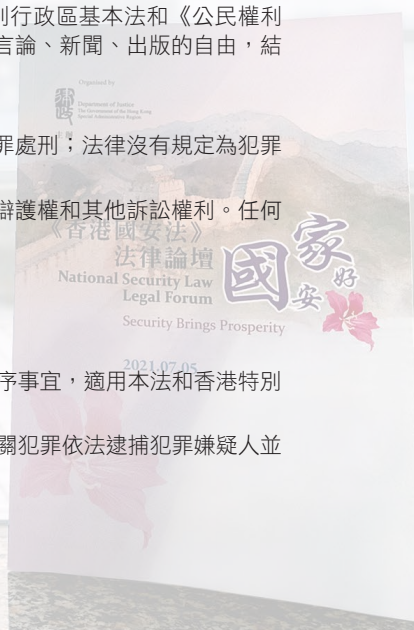 別行政區基本法和《公民權利
言論、新聞、出版的自由，結
Organised by
律政
Department of Justice
The Government of the Hong Kong
Special Administrative Region
主辦
罪處刑；法律沒有規定為犯罪
辯護權和其他訴訟權利。任何
《香港國安法》
法律論壇
National Security Law
Legal Forum
國家
安好
Security Brings Prosperity
2021.07.05
序事宜，適用本法和香港特別
關犯罪依法逮捕犯罪嫌疑人並